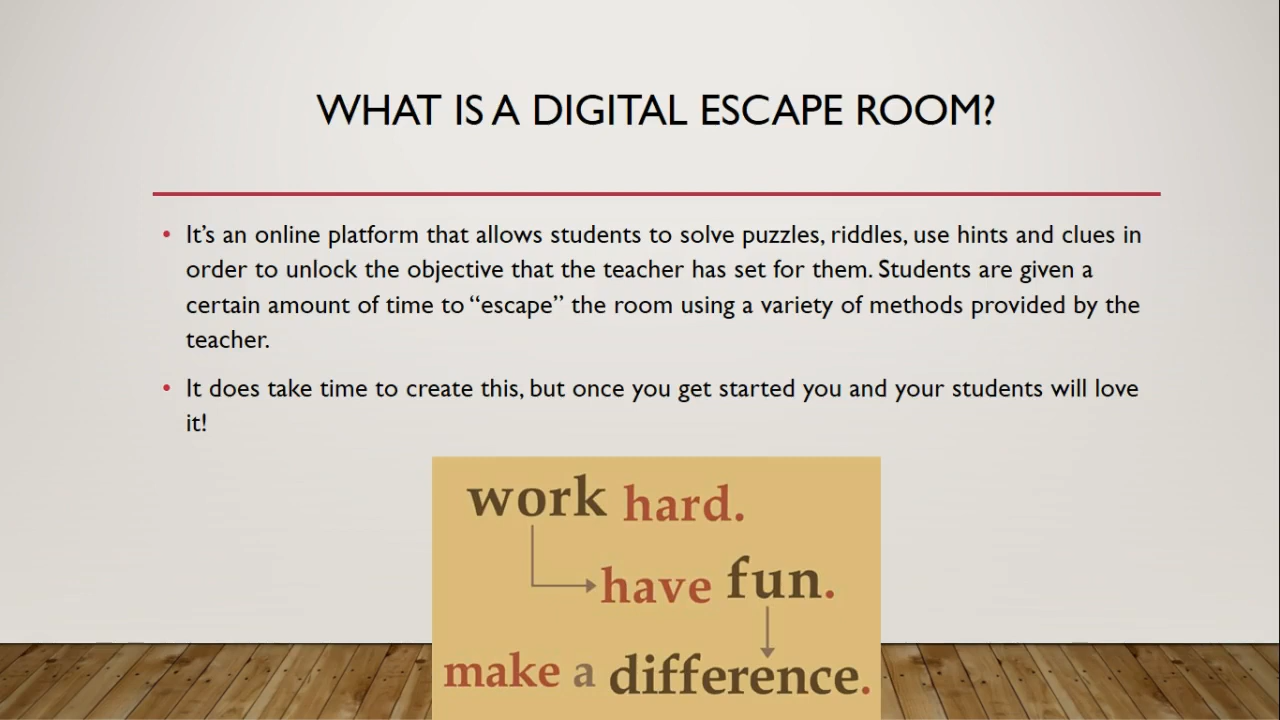 WHAT IS A DIGITAL ESCAPE ROOM?
• It’s an online platform that allows students to solve puzzles, riddles, use hints and clues in
order to unlock the objective that the teacher has set for them. Students are given a
certain amount of time to “escape” the room using a variety of methods provided by the
teacher.
• It does take time to create this, but once you get started you and your students will love
it!
work hard.
have fun.
make a difference.